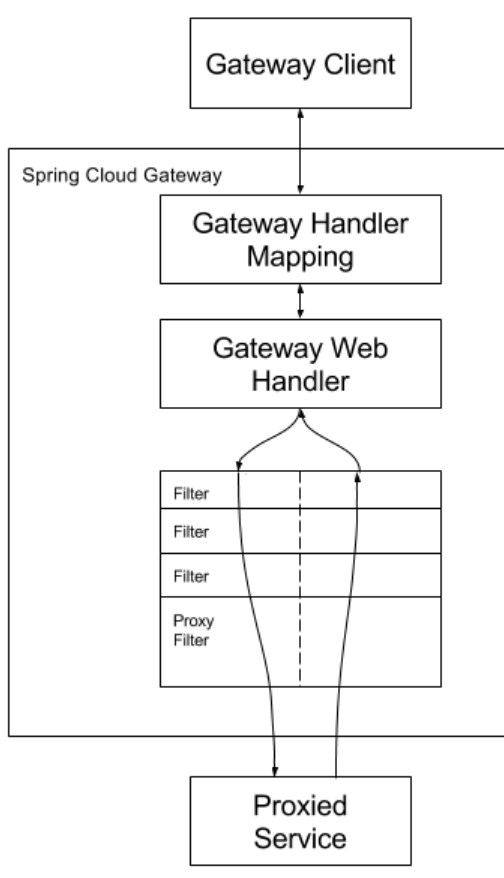 Gateway Client
Spring Cloud Gateway
Gateway Handler
Mapping
Gateway Web
Handler
Filter
Filter
Filter
Proxy
Filter
Proxied
Service